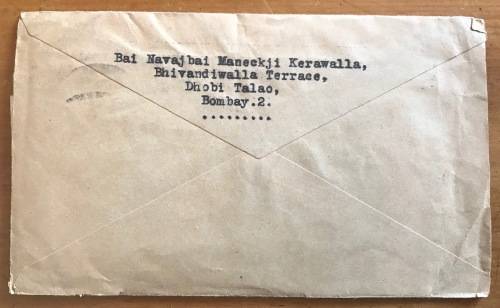 Bai Navajbai Maneckji Kerawalla,
Bhivandiwalla Terrace,
Dhobi Talao,
Bombay.2.
.........